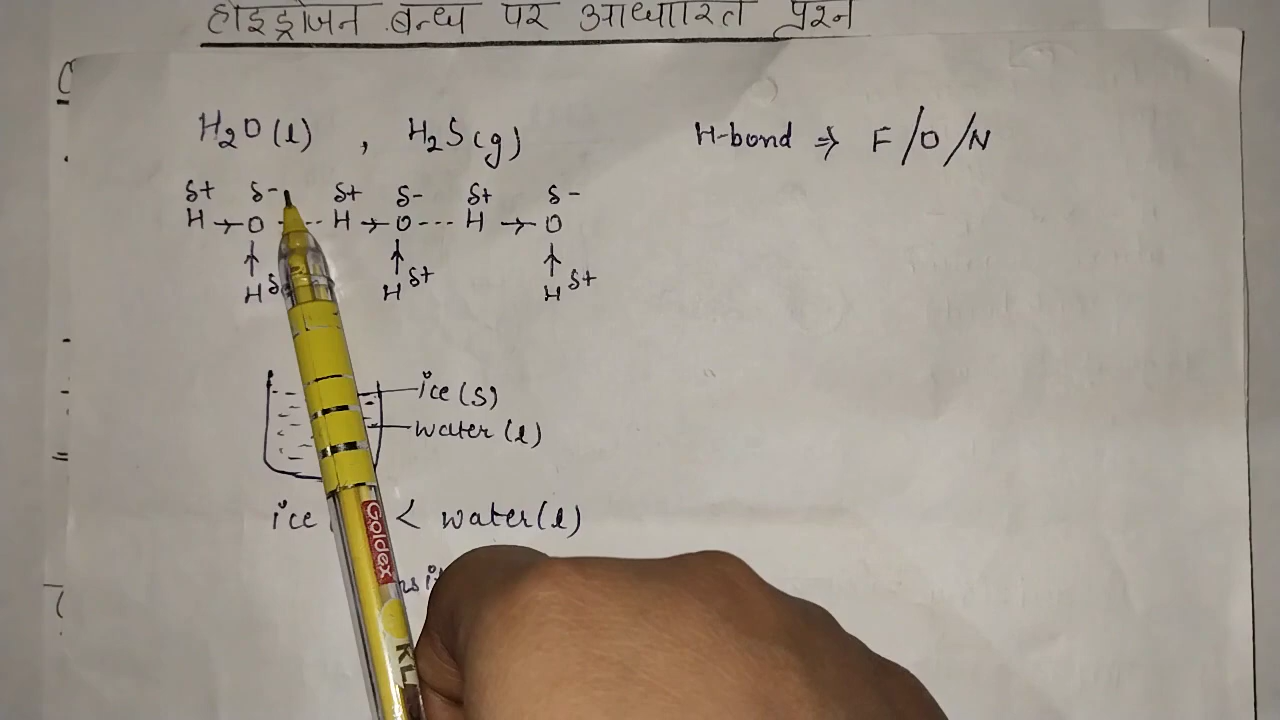 हाइड्रोजन बन्ध पर आधारित प्रश्न
H₂O(l) , H₂S(g) H-bond ⇒ F/O/N
δ+ δ- δ+ δ- δ+ δ-
H→O H→O---H→O
↑ ↑ ↑
H H δ+ H δ+
ice(s)
water(l)
ice < water(l)
Goldex